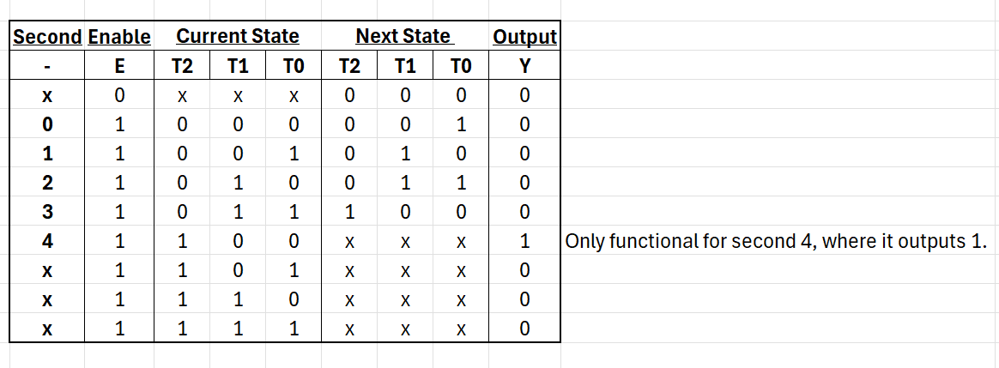 Second Enable Current State Next State Output
- E T2 T1 T0 T2 T1 T0 Y
x 0 x x x 0 0 0 0
0 1 0 0 0 0 0 1 0
1 1 0 0 1 0 1 0 0
2 1 0 1 0 0 1 1 0
3 1 0 1 1 1 0 0 0
4 1 1 0 0 x x x 1 Only functional for second 4, where it outputs 1.
x 1 1 0 1 x x x 0
x 1 1 1 0 x x x 0
x 1 1 1 1 x x x 0